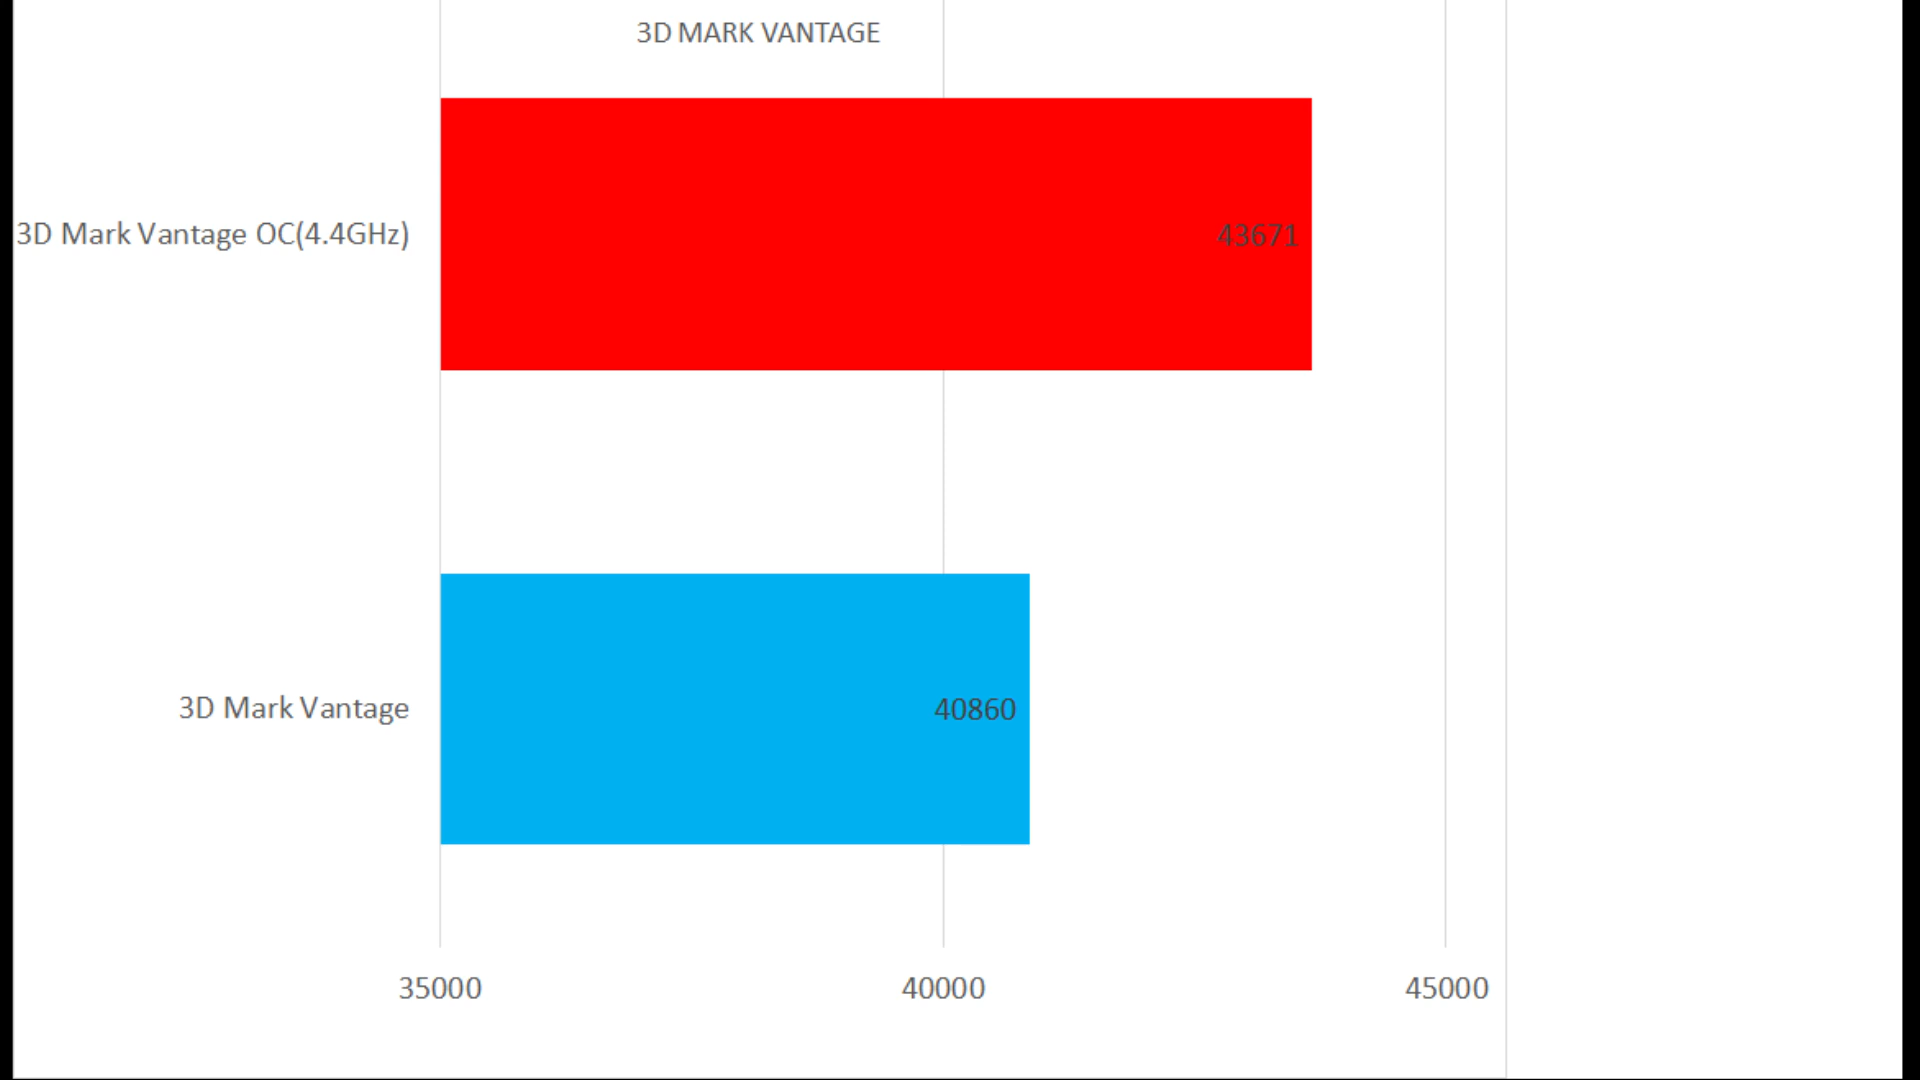 3D MARK VANTAGE
3D Mark Vantage OC(4.4GHz)
43671
3D Mark Vantage
40860
35000
40000
45000